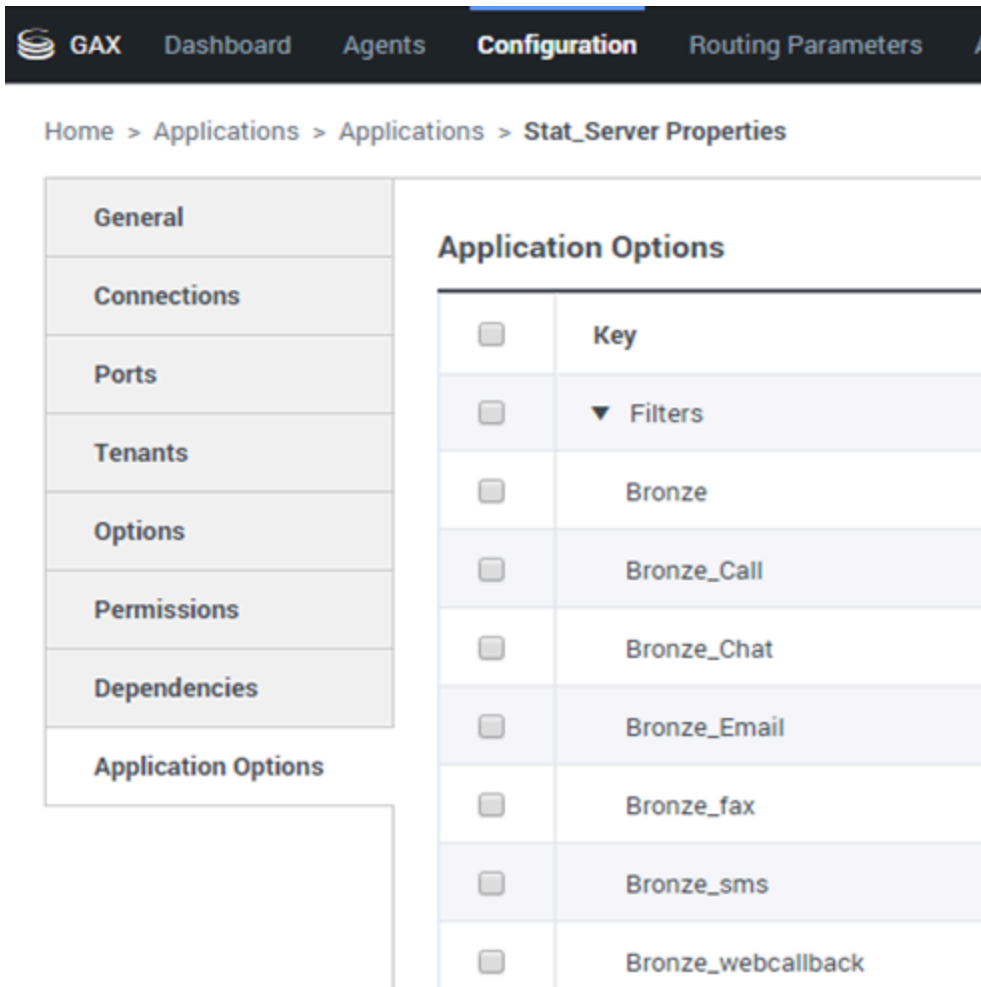 GAX Dashboard Agents Configuration Routing Parameters
Home > Applications > Applications > Stat_Server Properties
General
Connections
Ports
Tenants
Options
Permissions
Dependencies
Application Options
Application Options
Key
▼ Filters
Bronze
Bronze_Call
Bronze_Chat
Bronze_Email
Bronze_fax
Bronze_sms
Bronze_webcallback